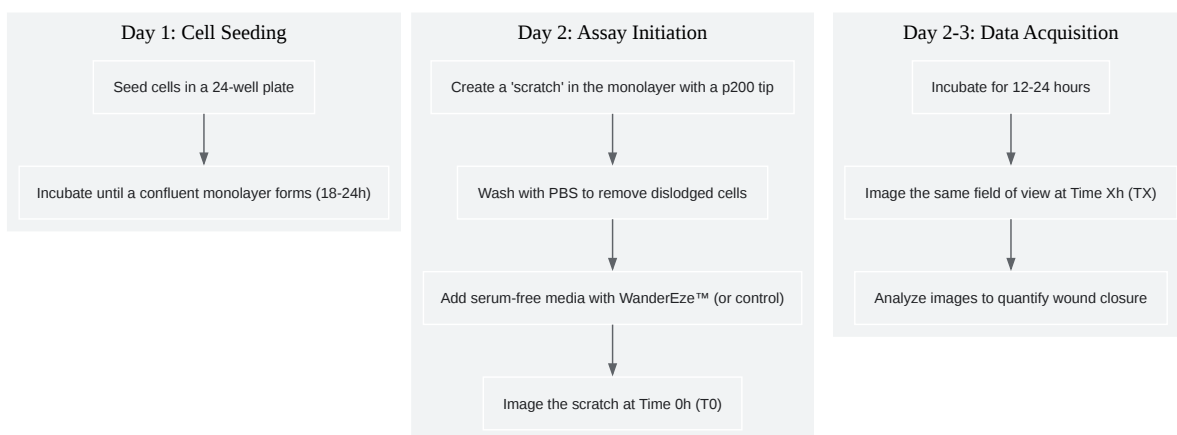 Day 1: Cell Seeding
Seed cells in a 24-well plate
Incubate until a confluent monolayer forms (18-24h)
Day 2: Assay Initiation
Create a 'scratch' in the monolayer with a p200 tip
Wash with PBS to remove dislodged cells
Add serum-free media with WanderEze™ (or control)
Image the scratch at Time 0h (T0)
Day 2-3: Data Acquisition
Incubate for 12-24 hours
Image the same field of view at Time Xh (TX)
Analyze images to quantify wound closure